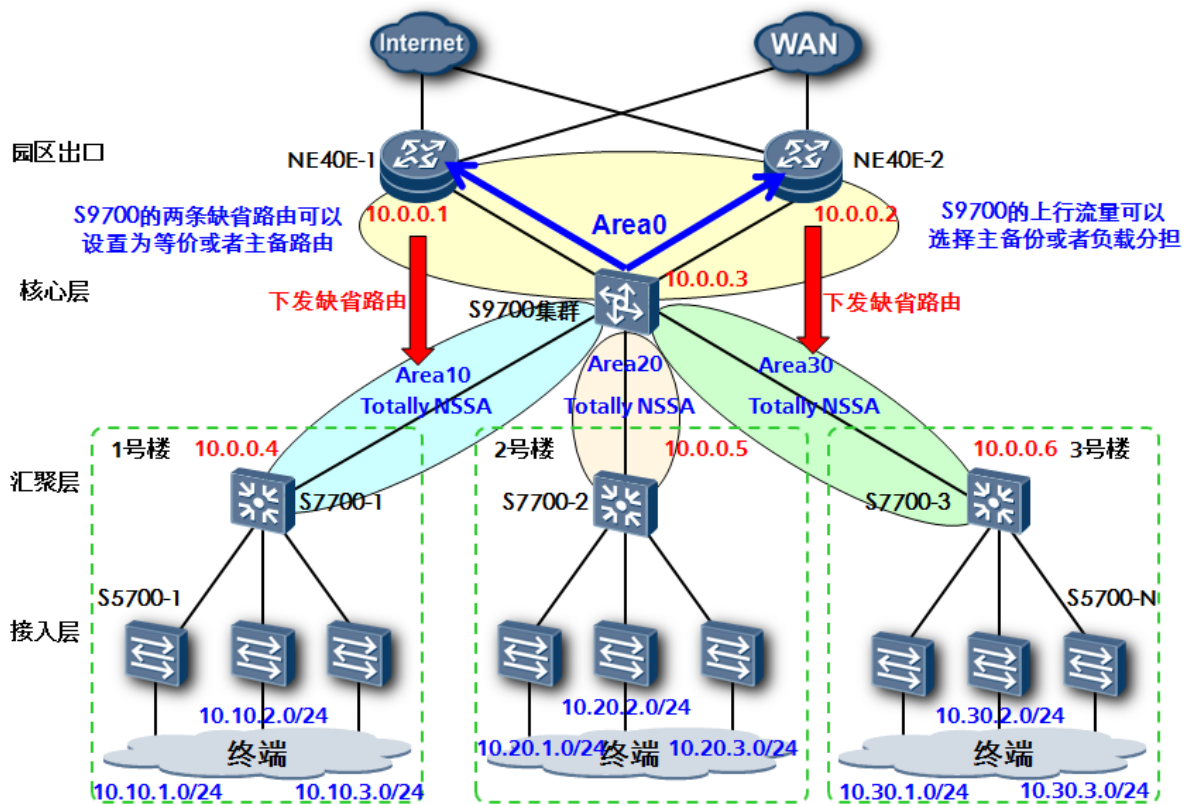 Internet
WAN
园区出口
NE40E-1
NE40E-2
10.0.0.1
10.0.0.2
S9700的两条缺省路由可以
设置为等价或者主备路由
Area0
S9700的上行流量可以
选择主备份或者负载分担
核心层
10.0.0.3
下发缺省路由
S9700集群
下发缺省路由
Area10
Totally NSSA
Area20
Totally NSSA
Area30
Totally NSSA
1号楼
10.0.0.4
2号楼
10.0.0.5
10.0.0.6
3号楼
汇聚层
S7700-1
S7700-2
S7700-3
S5700-1
S5700-N
接入层
10.10.2.0/24
10.20.2.0/24
10.30.2.0/24
终端
10.20.1.0/24
终端
10.20.3.0/24
终端
10.10.1.0/24
10.10.3.0/24
10.30.1.0/24
10.30.3.0/24